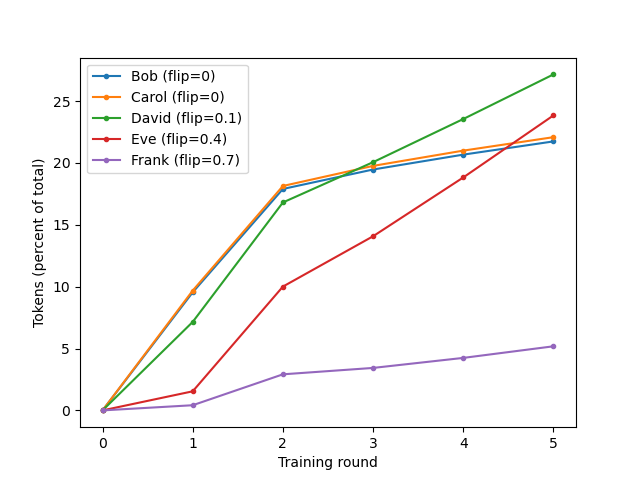 Bob (flip=0)
Carol (flip=0)
David (flip=0.1)
Eve (flip=0.4)
Frank (flip=0.7)
Tokens (percent of total)
25
20
15
10
5
0
0 1 2 3 4 5
Training round